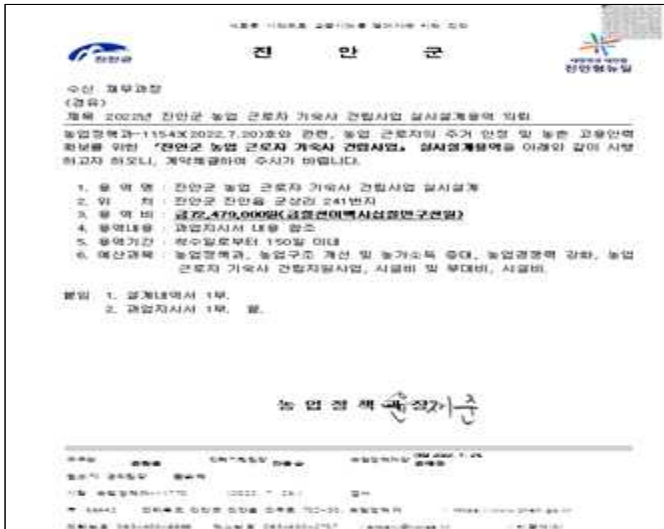 진안군
진 안 군
진안형뉴딜
수신 재무과장
(경유)
제목 2022년 진안군 농업 근로자 기숙사 건립사업 실시설계용역 의뢰
농업정책과-11543(2022.7.20)호와 관련, 농업 근로자의 주거 안정 및 농촌 고용인력
확보를 위한 「진안군 농업 근로자 기숙사 건립사업」 실시설계용역을 아래와 같이 시행
하고자 하오니, 계약체결하여 주시기 바랍니다.
1. 용 역 명 : 진안군 농업 근로자 기숙사 건립사업 실시설계
2. 위 치 : 진안군 진안읍 군상리 241번지
3. 용 역 비 : 금72,479,000원(금칠천이백사십칠만구천원)
4. 용역내용 : 과업지시서 내용 참조
5. 용역기간 : 착수일로부터 150일 이내
6. 예산과목 : 농업정책과, 농업구조 개선 및 농가소득 증대, 농업경쟁력 강화, 농업
근로자 기숙사 건립지원사업, 시설비 및 부대비, 시설비.
붙임 1. 설계내역서 1부.
2. 과업지시서 1부. 끝.
농 업 정 책 과 장